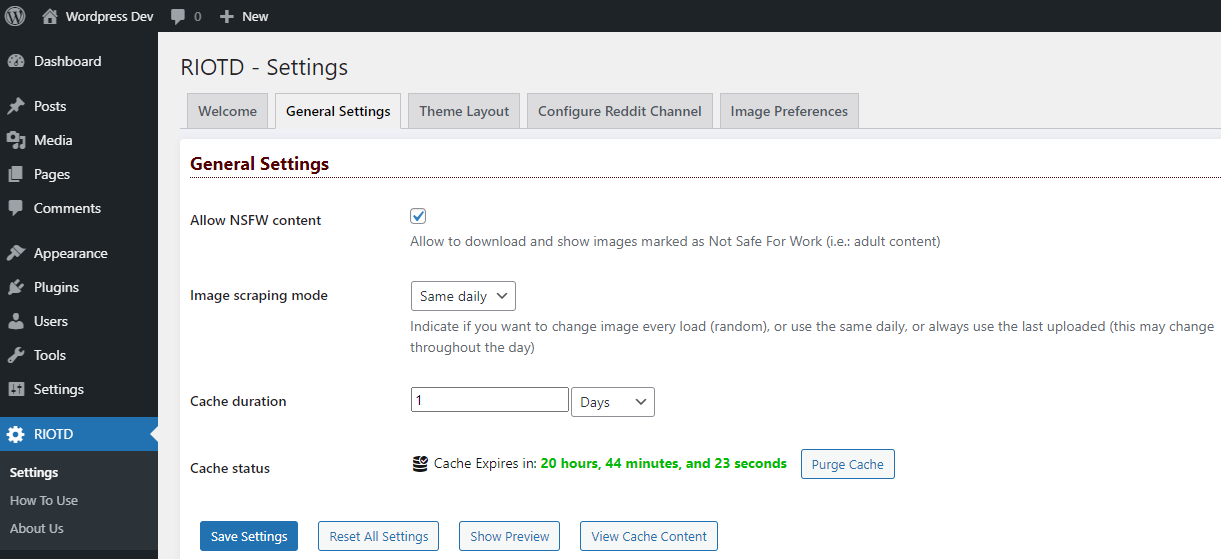 Wordpress Dev 0 New
Dashboard
Posts
Media
Pages
Comments
Appearance
Plugins
Users
Tools
Settings
RIOTD
Settings
How To Use
About Us
RIOTD - Settings
Welcome General Settings Theme Layout Configure Reddit Channel Image Preferences
General Settings
Allow NSFW content
Allow to download and show images marked as Not Safe For Work (i.e.: adult content)
Image scraping mode Same daily
Indicate if you want to change image every load (random), or use the same daily, or always use the last uploaded (this may change
throughout the day)
Cache duration 1 Days
Cache status Cache Expires in: 20 hours, 44 minutes, and 23 seconds Purge Cache
Save Settings Reset All Settings Show Preview View Cache Content